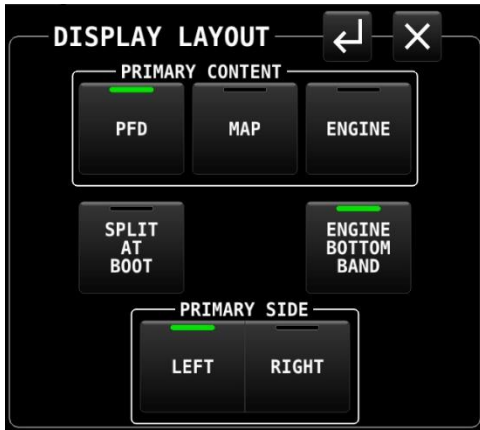 DISPLAY LAYOUT
PRIMARY CONTENT
PFD MAP ENGINE
SPLIT
AT
BOOT
ENGINE
BOTTOM
BAND
PRIMARY SIDE
LEFT RIGHT